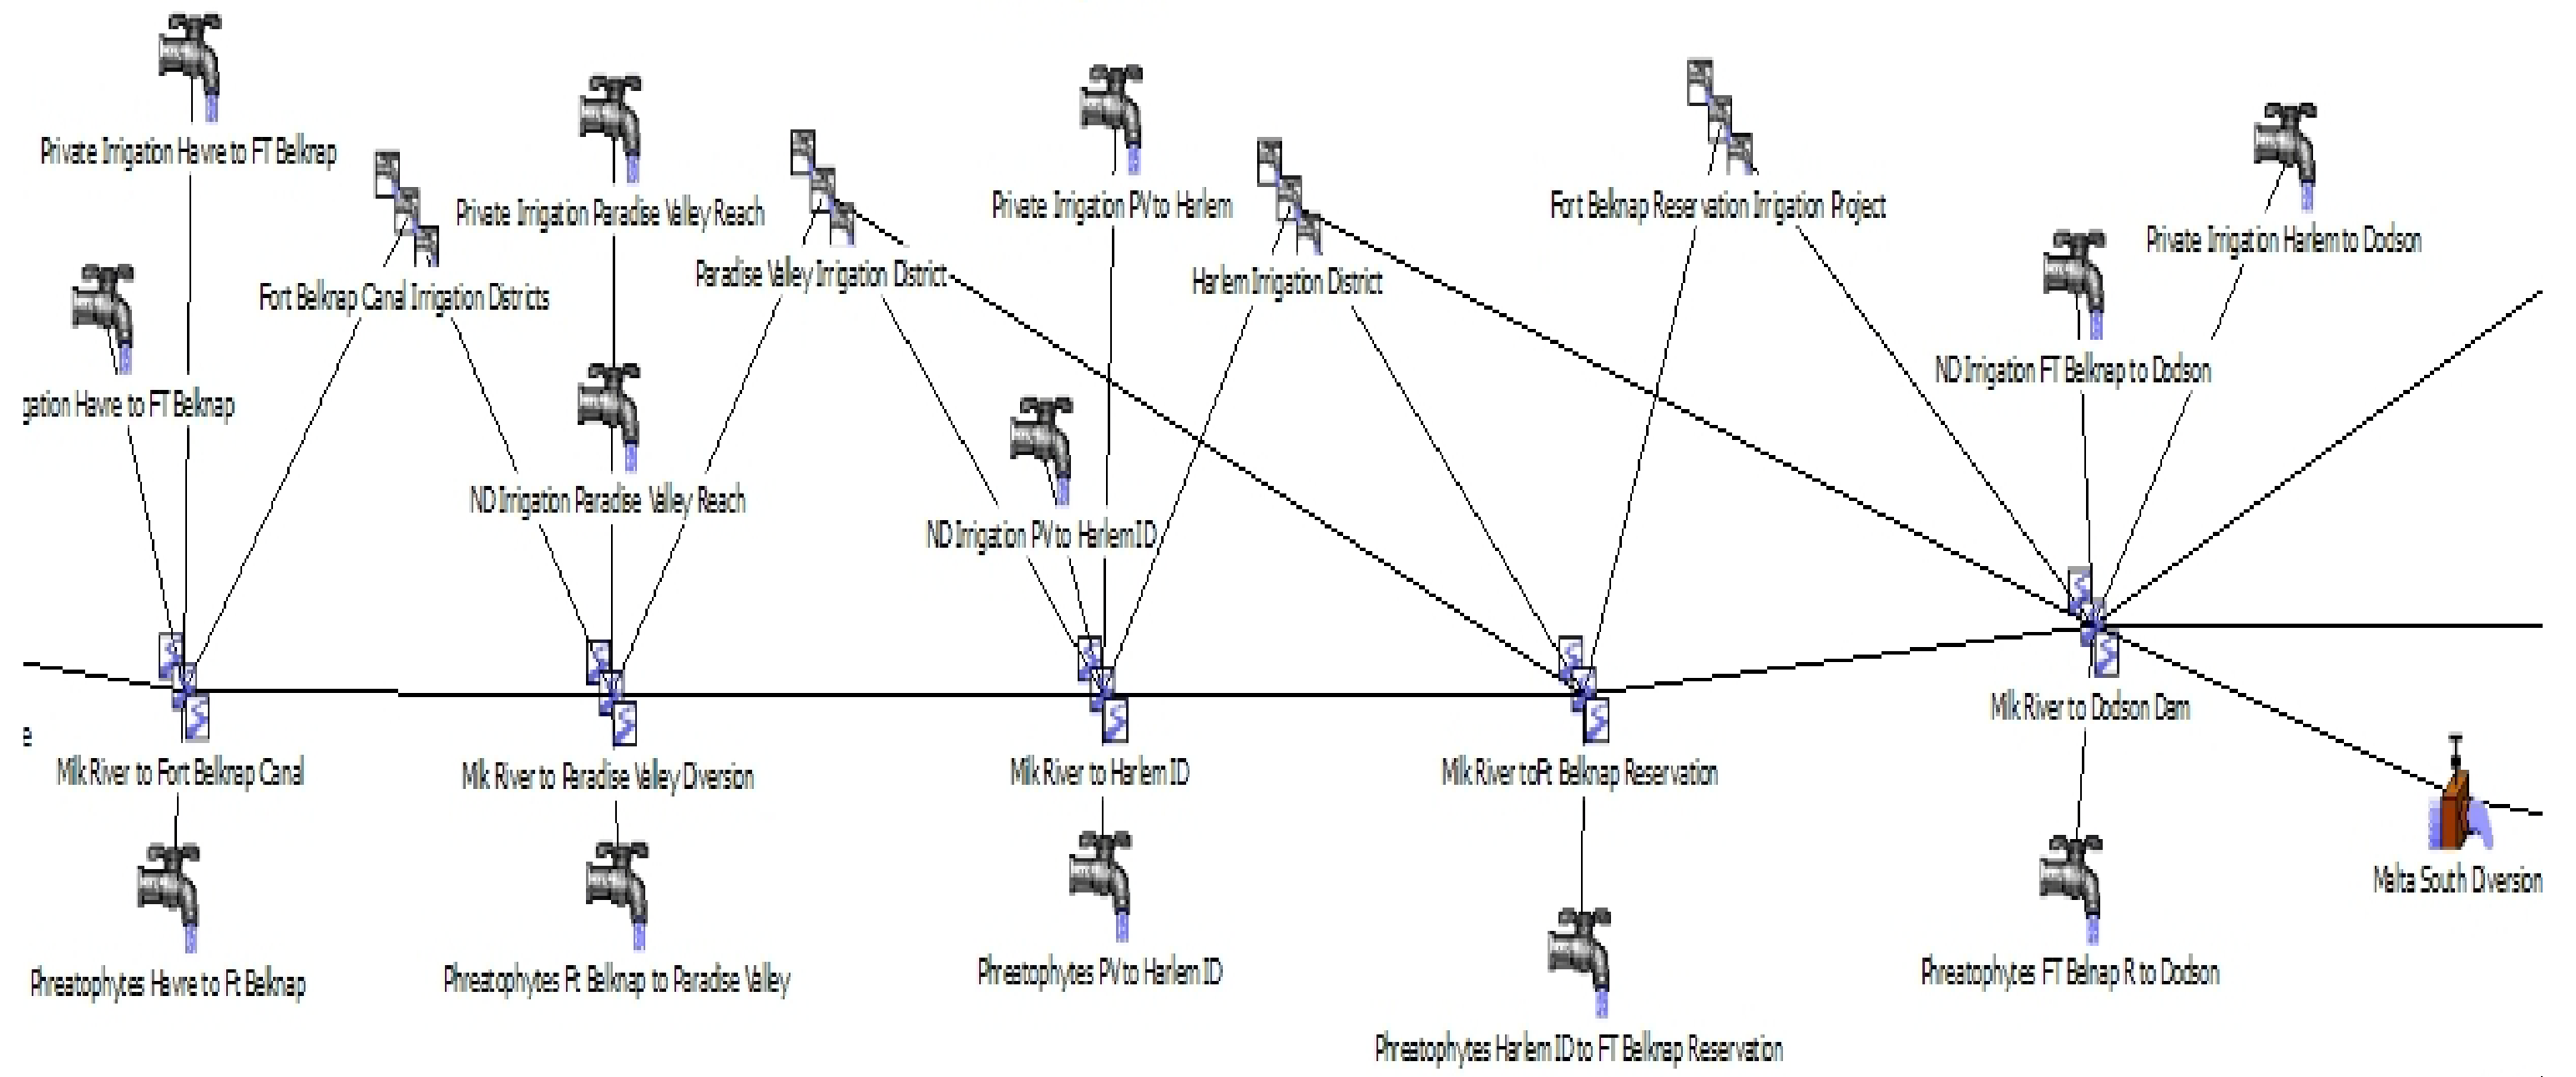 Private Irrigation Havre to FT Belknap
Private Irrigation Paradise Valley Reach
Private Irrigation PV to Harlem
Fort Belknap Reservation Irrigation Project
Private Irrigation Harlem to Dodson
Fort Belknap Canal Irrigation Districts
Paradise Valley Irrigation District
Harlem Irrigation District
gation Havre to FT Belknap
ND Irrigation FT Belknap to Dodson
ND Irrigation Paradise Valley Reach
ND Irrigation PV to Harlem ID
e
Milk River to Fort Belknap Canal
Milk River to Paradise Valley Diversion
Milk River to Harlem ID
Milk River to Ft Belknap Reservation
Milk River to Dodson Dam
Malta South Diversion
Phreatophytes Havre to Ft Belknap
Phreatophytes Ft Belknap to Paradise Valley
Phreatophytes PV to Harlem ID
Phreatophytes Harlem ID to FT Belknap Reservation
Phreatophytes FT Belnap R to Dodson